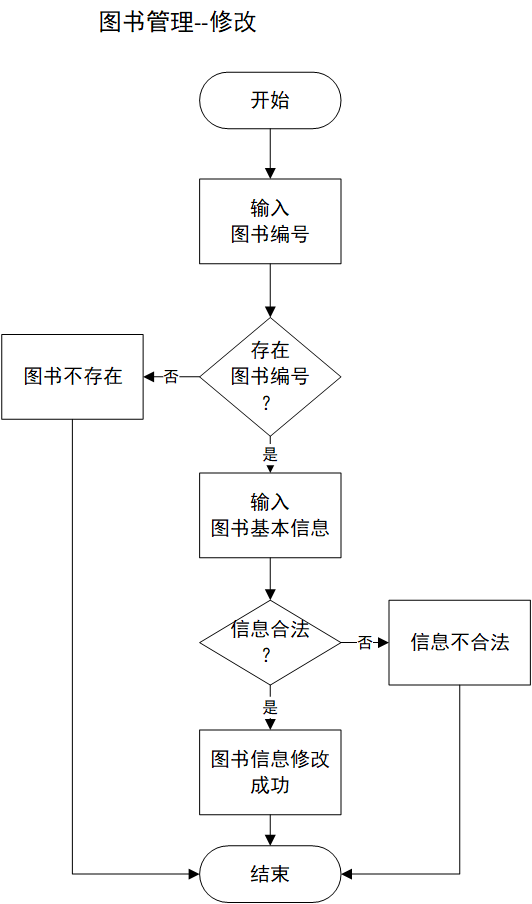 图书管理--修改
开始
输入
图书编号
存在
图书编号
？
否
图书不存在
是
输入
图书基本信息
信息合法
？
否
信息不合法
是
图书信息修改
成功
结束